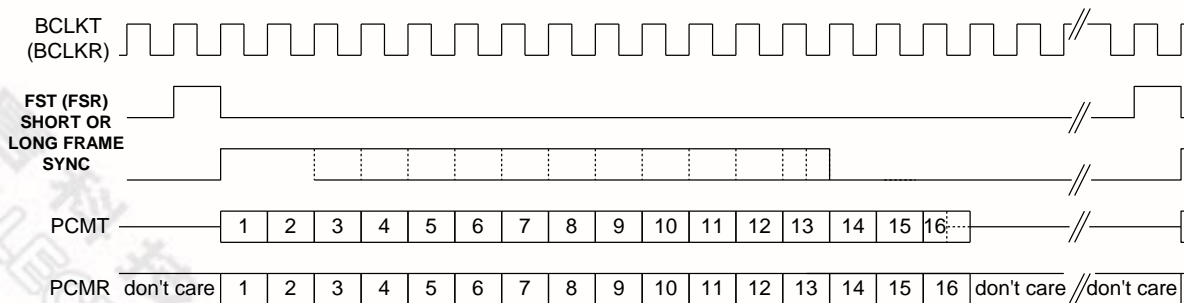 BCLKT
(BCLKR)
FST (FSR)
SHORT OR
LONG FRAME
SYNC
PCMT 1 2 3 4 5 6 7 8 9 10 11 12 13 14 15 16
PCMR don't care 1 2 3 4 5 6 7 8 9 10 11 12 13 14 15 16 don't care don't care